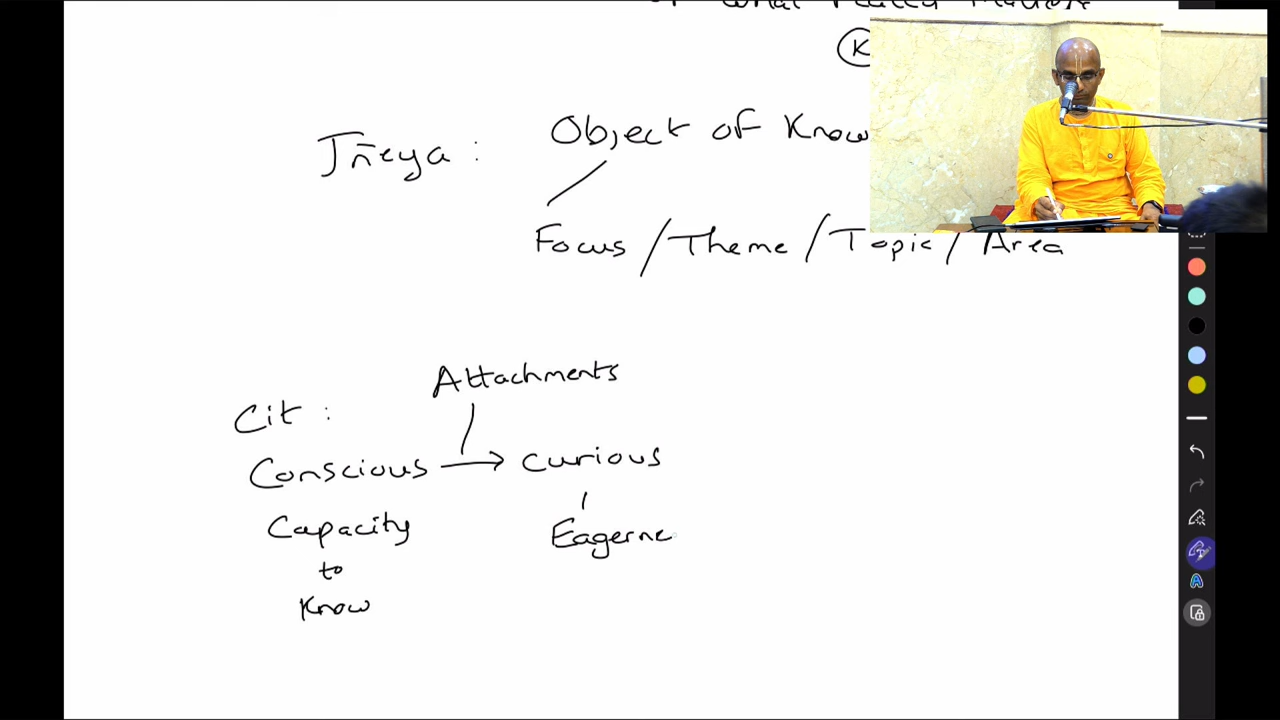 Jñeya : Object of Know
Focus / Theme / Topic / Area
Attachments
Cit :
Conscious → curious
Capacity
to
Know
Eagerne